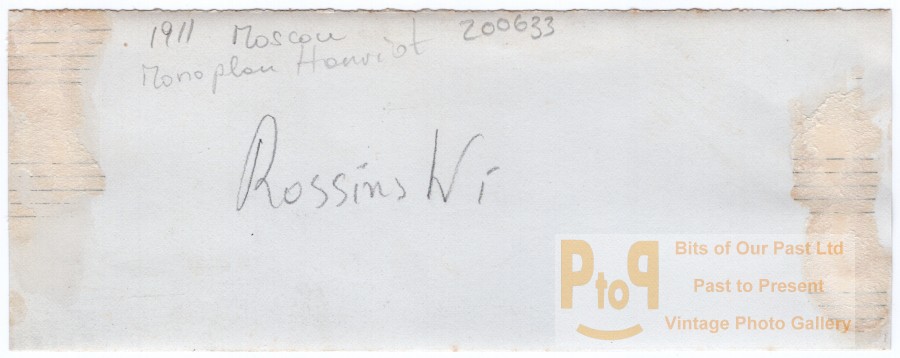 1911 Moscou 200633
Monoplan Hanriot
RossinsKi
PtoP
Bits of Our Past Ltd
Past to Present
Vintage Photo Gallery